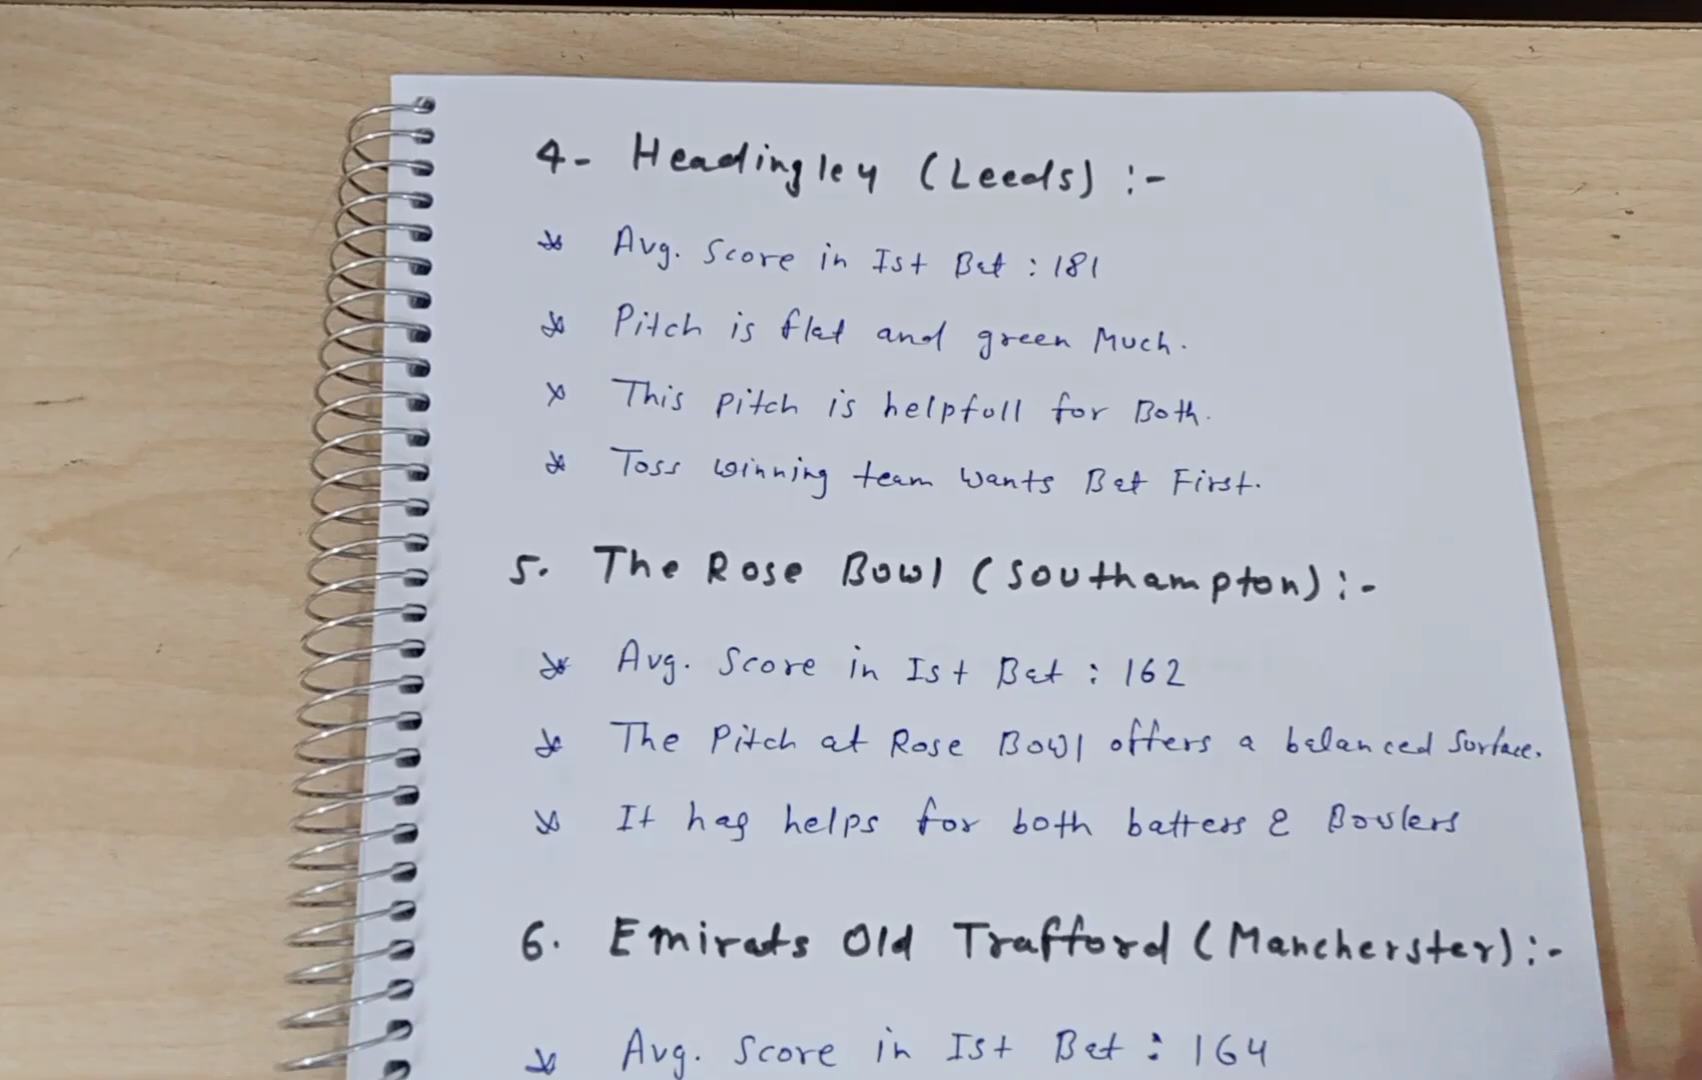 4- Headingley (Leeds) :-
* Avg. Score in Ist Bat : 181
* Pitch is flat and green Much.
* This pitch is helpfull for Both.
* Toss winning team wants Bat First.
5. The Rose Bowl (Southampton) :-
* Avg. Score in Ist Bat : 162
* The Pitch at Rose Bowl offers a balanced Surface.
* It has helps for both batters & Bowlers
6. Emirats Old Trafford (Mancherster) :-
* Avg. Score in Ist Bat : 164